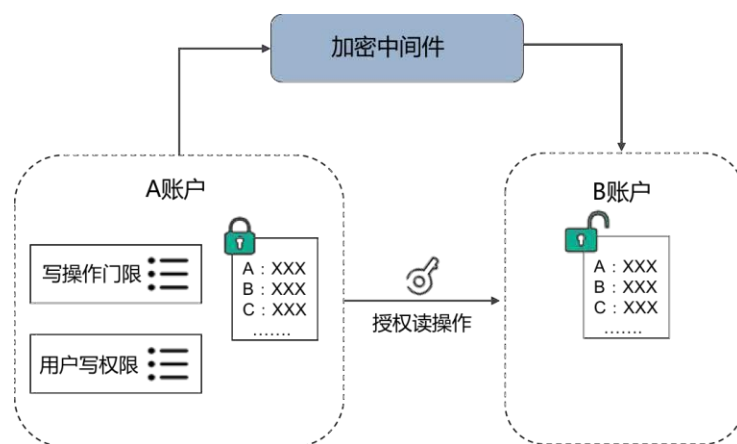 加密中间件
A账户
写操作门限
用户写权限
A：XXX
B：XXX
C：XXX
.......
授权读操作
B账户
A：XXX
B：XXX
C：XXX
.......